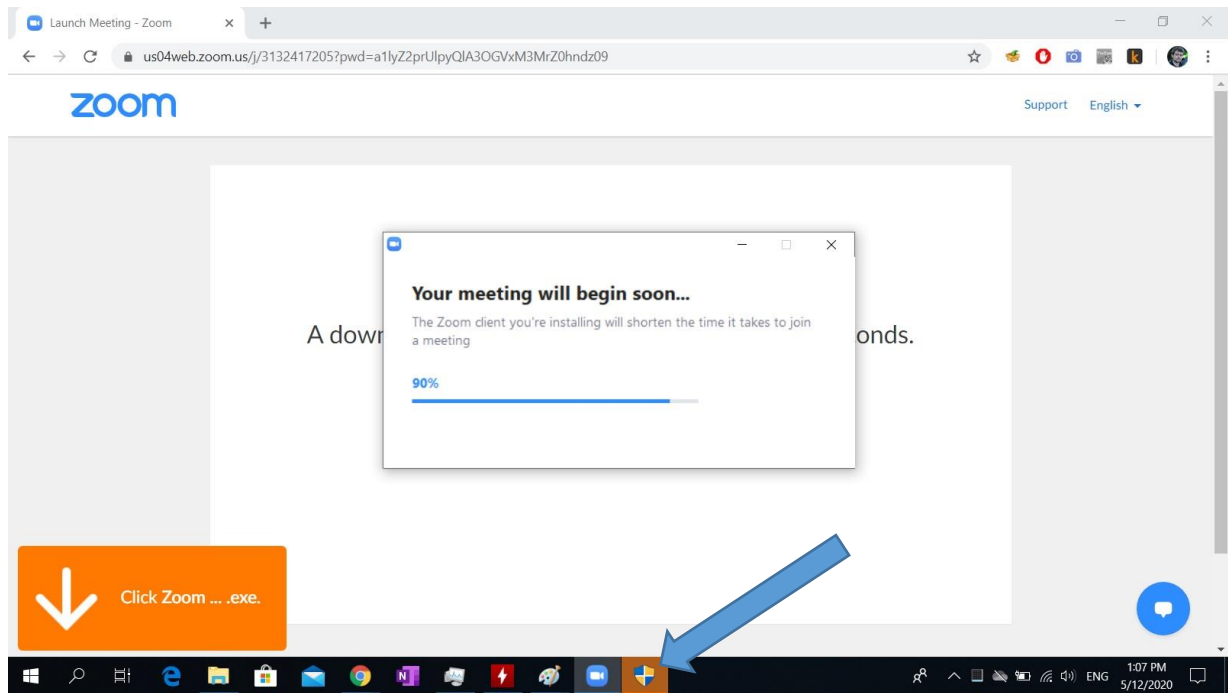 Launch Meeting - Zoom
us04web.zoom.us/j/3132417205?pwd=a1lyZ2prUlpyQlA3OGVxM3MrZ0hndz09
zoom
Support English
Your meeting will begin soon...
The Zoom client you're installing will shorten the time it takes to join
a meeting
A down
onds.
90%
Click Zoom ... .exe.
ENG
1:07 PM
5/12/2020